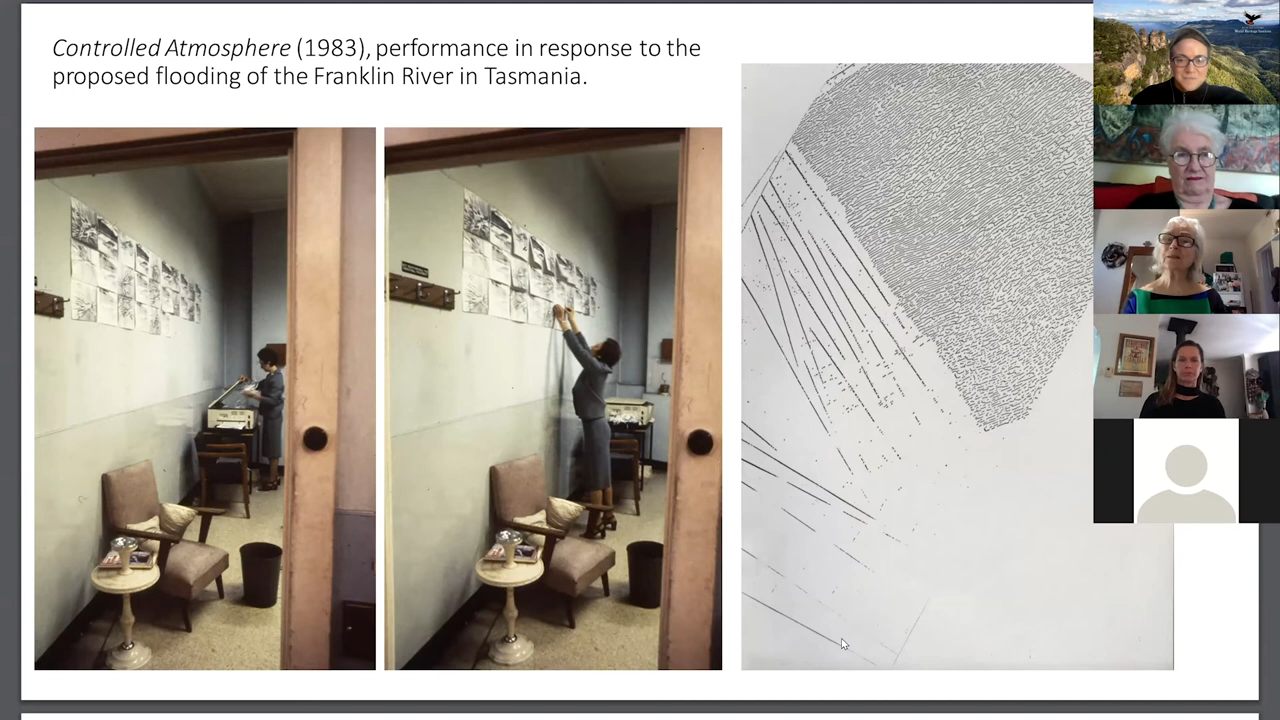 Controlled Atmosphere (1983), performance in response to the
proposed flooding of the Franklin River in Tasmania.